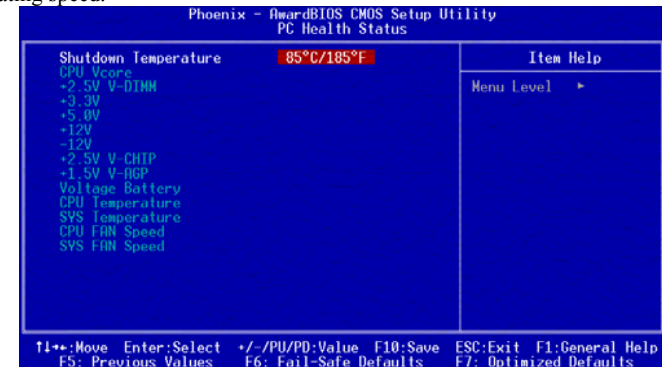 ating speed.
Phoenix - AwardBIOS CMOS Setup Utility
PC Health Status
Shutdown Temperature 85°C/185°F
CPU Vcore
+2.5V V-DIMM
+3.3V
+5.0V
+12V
-12V
+2.5V V-CHIP
+1.5V V-AGP
Voltage Battery
CPU Temperature
SYS Temperature
CPU FAN Speed
SYS FAN Speed
Item Help
Menu Level ►
↑↓→←:Move Enter:Select +/-/PU/PD:Value F10:Save ESC:Exit F1:General Help
F5: Previous Values F6: Fail-Safe Defaults F7: Optimized Defaults